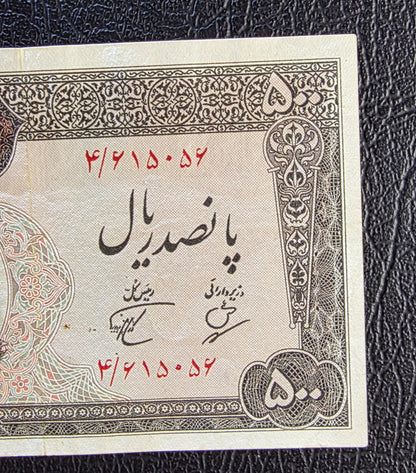 ۵۰۰
۴/۶۱۵۰۵۶
پانصد ریال
وزیر دارائی
رئیس کل
۴/۶۱۵۰۵۶
۵۰۰